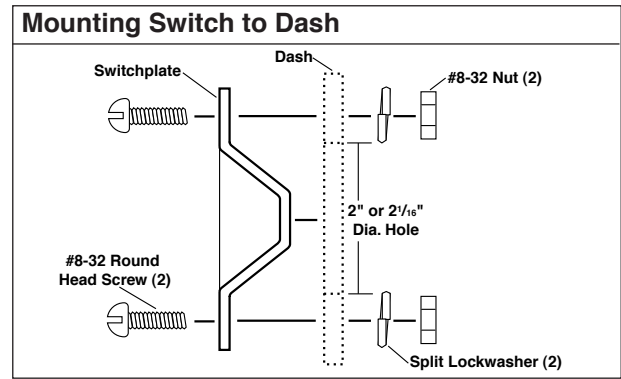 Mounting Switch to Dash
Dash
Switchplate
#8-32 Nut (2)
2" or 2 1/16"
Dia. Hole
#8-32 Round
Head Screw (2)
Split Lockwasher (2)